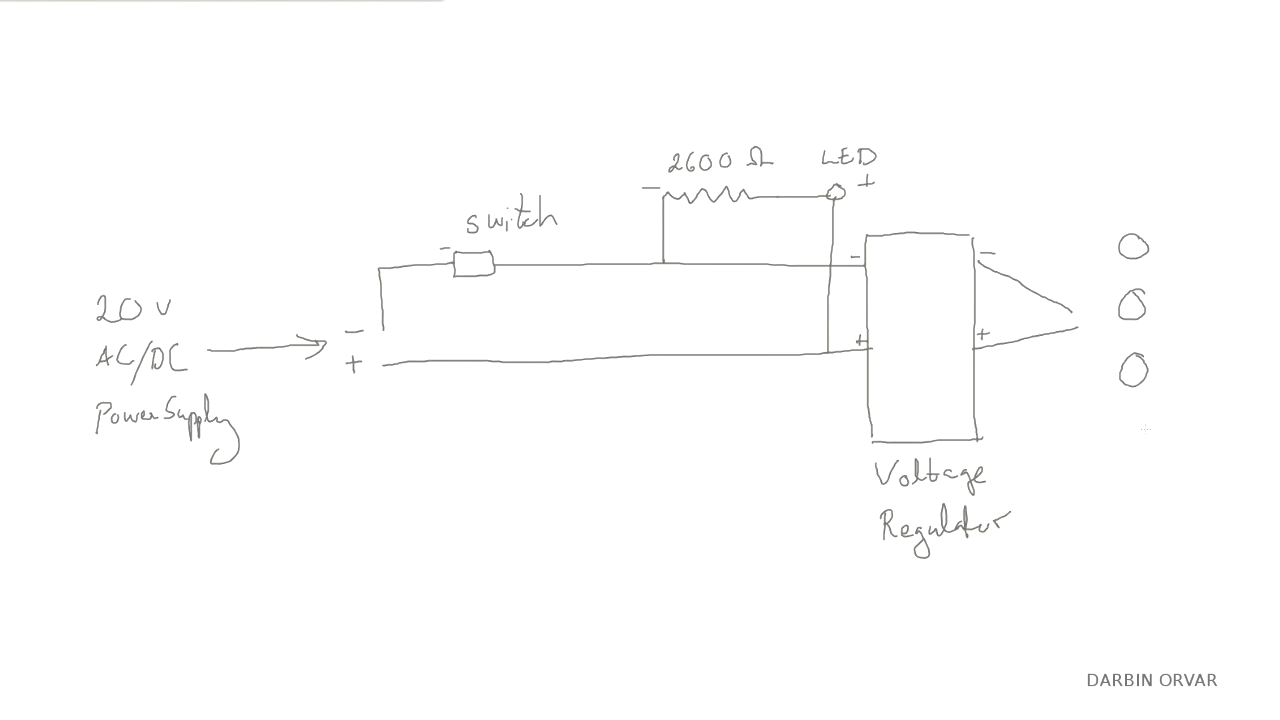 2600 Ω LED
- +
switch
-
- -
20 V
AC/DC
Power Supply
-
+
+ +
Voltage
Regulator
DARBIN ORVAR